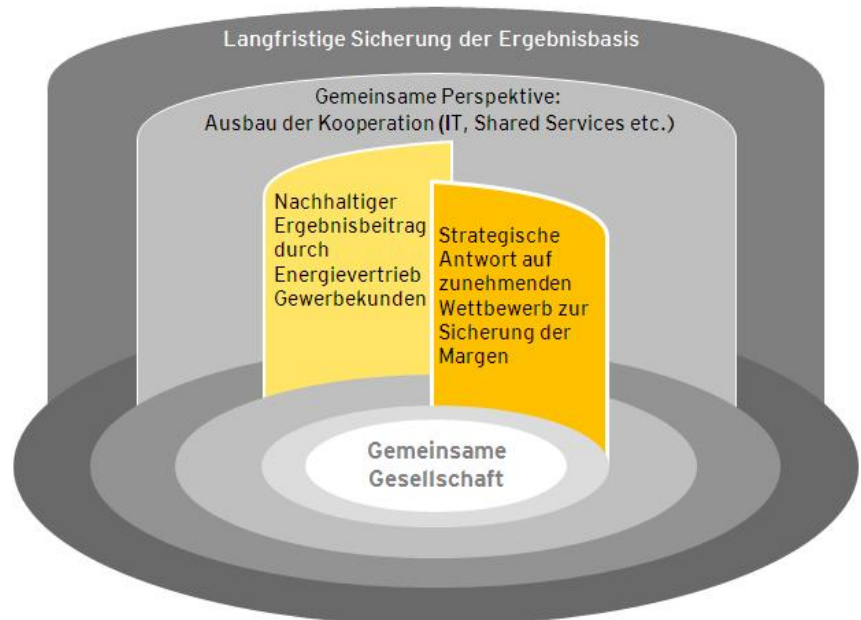 Langfristige Sicherung der Ergebnisbasis
Gemeinsame Perspektive:
Ausbau der Kooperation (IT, Shared Services etc.)
Nachhaltiger
Ergebnisbeitrag
durch
Energievertrieb
Gewerbekunden
Strategische
Antwort auf
zunehmenden
Wettbewerb zur
Sicherung der
Margen
Gemeinsame
Gesellschaft